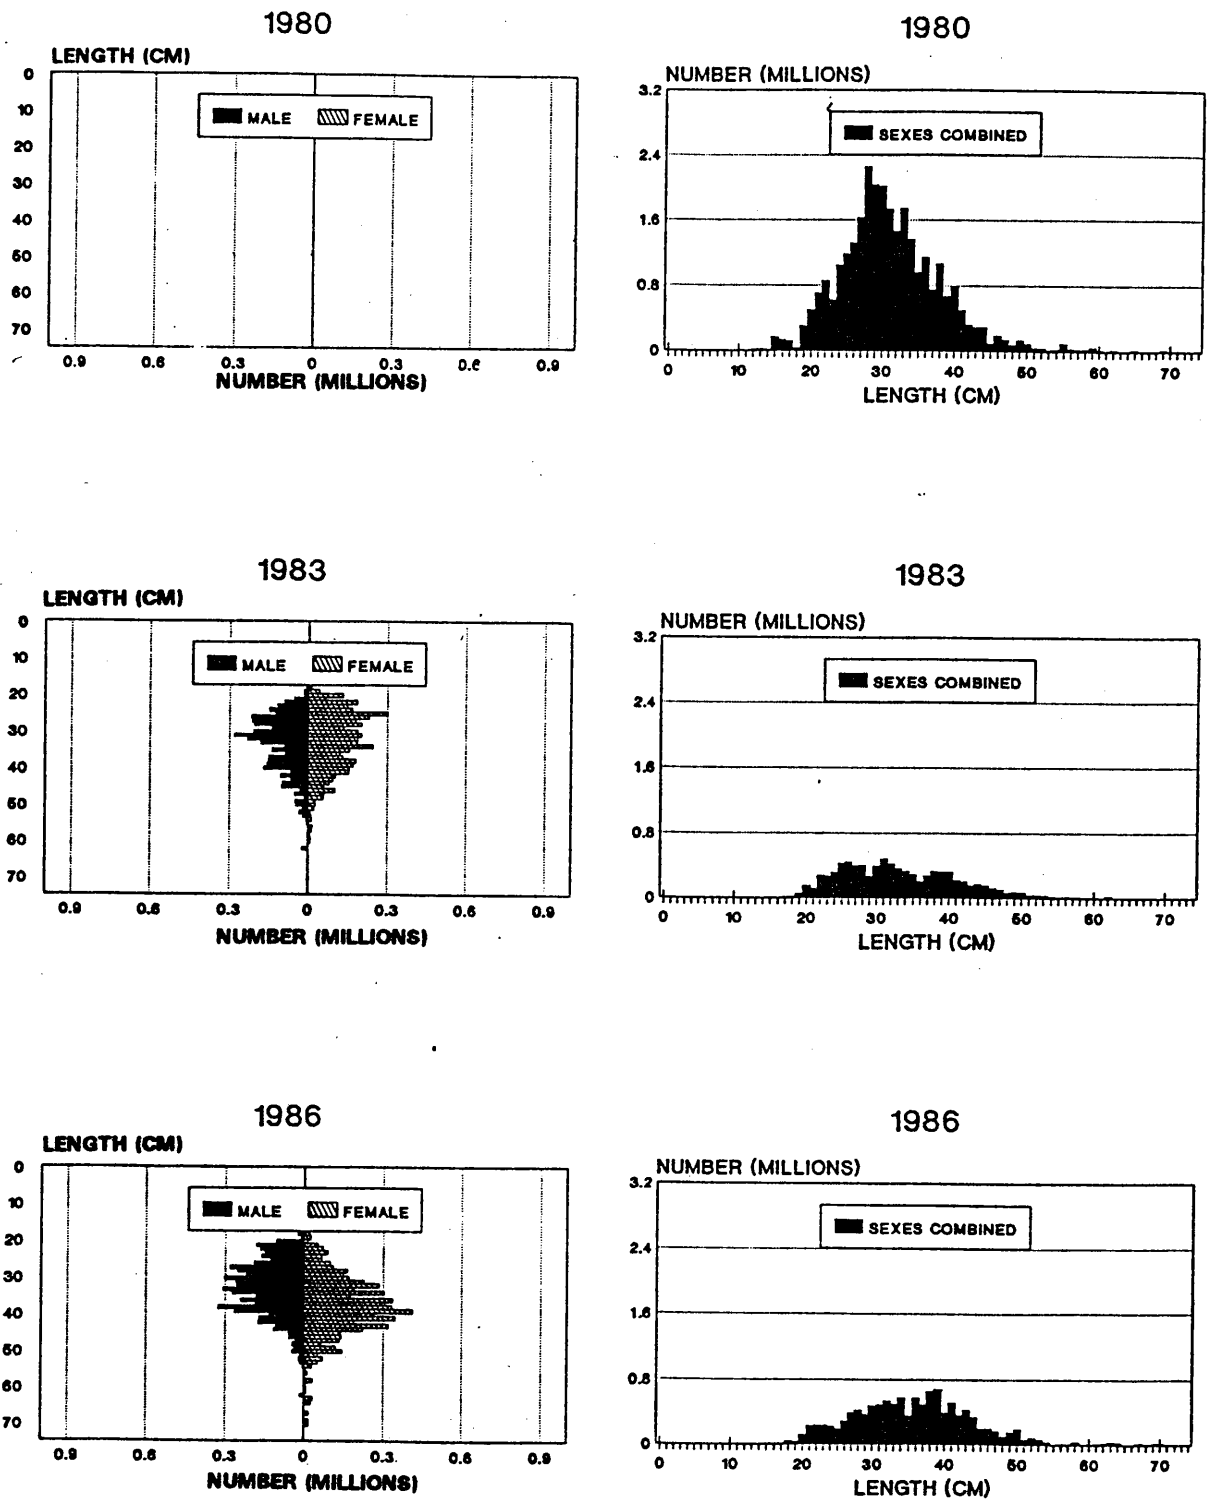 1980
LENGTH (CM)
0
10
20
30
40
50
60
70
MALE FEMALE
0.9 0.6 0.3 0 0.3 0.6 0.9
NUMBER (MILLIONS)
1980
NUMBER (MILLIONS)
3.2
2.4
1.6
0.8
0
SEXES COMBINED
0 10 20 30 40 50 60 70
LENGTH (CM)
1983
LENGTH (CM)
0
10
20
30
40
50
60
70
MALE FEMALE
0.9 0.6 0.3 0 0.3 0.6 0.9
NUMBER (MILLIONS)
1983
NUMBER (MILLIONS)
3.2
2.4
1.6
0.8
0
SEXES COMBINED
0 10 20 30 40 50 60 70
LENGTH (CM)
1986
LENGTH (CM)
0
10
20
30
40
50
60
70
MALE FEMALE
0.9 0.6 0.3 0 0.3 0.6 0.9
NUMBER (MILLIONS)
1986
NUMBER (MILLIONS)
3.2
2.4
1.6
0.8
0
SEXES COMBINED
0 10 20 30 40 50 60 70
LENGTH (CM)